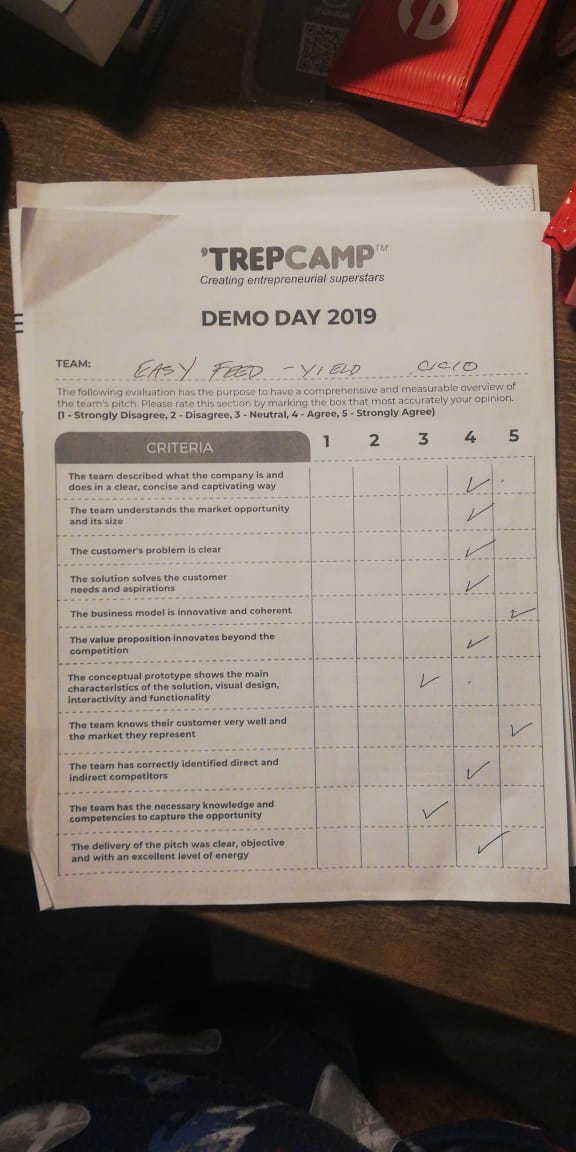 'TREPCAMP™
Creating entrepreneurial superstars
DEMO DAY 2019
TEAM: EASY FEED - YIELD
The following evaluation has the purpose to have a comprehensive and measurable overview of
the team's pitch. Please rate this section by marking the box that most accurately your opinion.
(1 - Strongly Disagree, 2 - Disagree, 3 - Neutral, 4 - Agree, 5 - Strongly Agree)
CRITERIA 1 2 3 4 5
The team described what the company is and
does in a clear, concise and captivating way
The team understands the market opportunity
and its size
The customer's problem is clear
The solution solves the customer
needs and aspirations
The business model is innovative and coherent
The value proposition innovates beyond the
competition
The conceptual prototype shows the main
characteristics of the solution, visual design,
interactivity and functionality
The team knows their customer very well and
the market they represent
The team has correctly identified direct and
indirect competitors
The team has the necessary knowledge and
competencies to capture the opportunity
The delivery of the pitch was clear, objective
and with an excellent level of energy